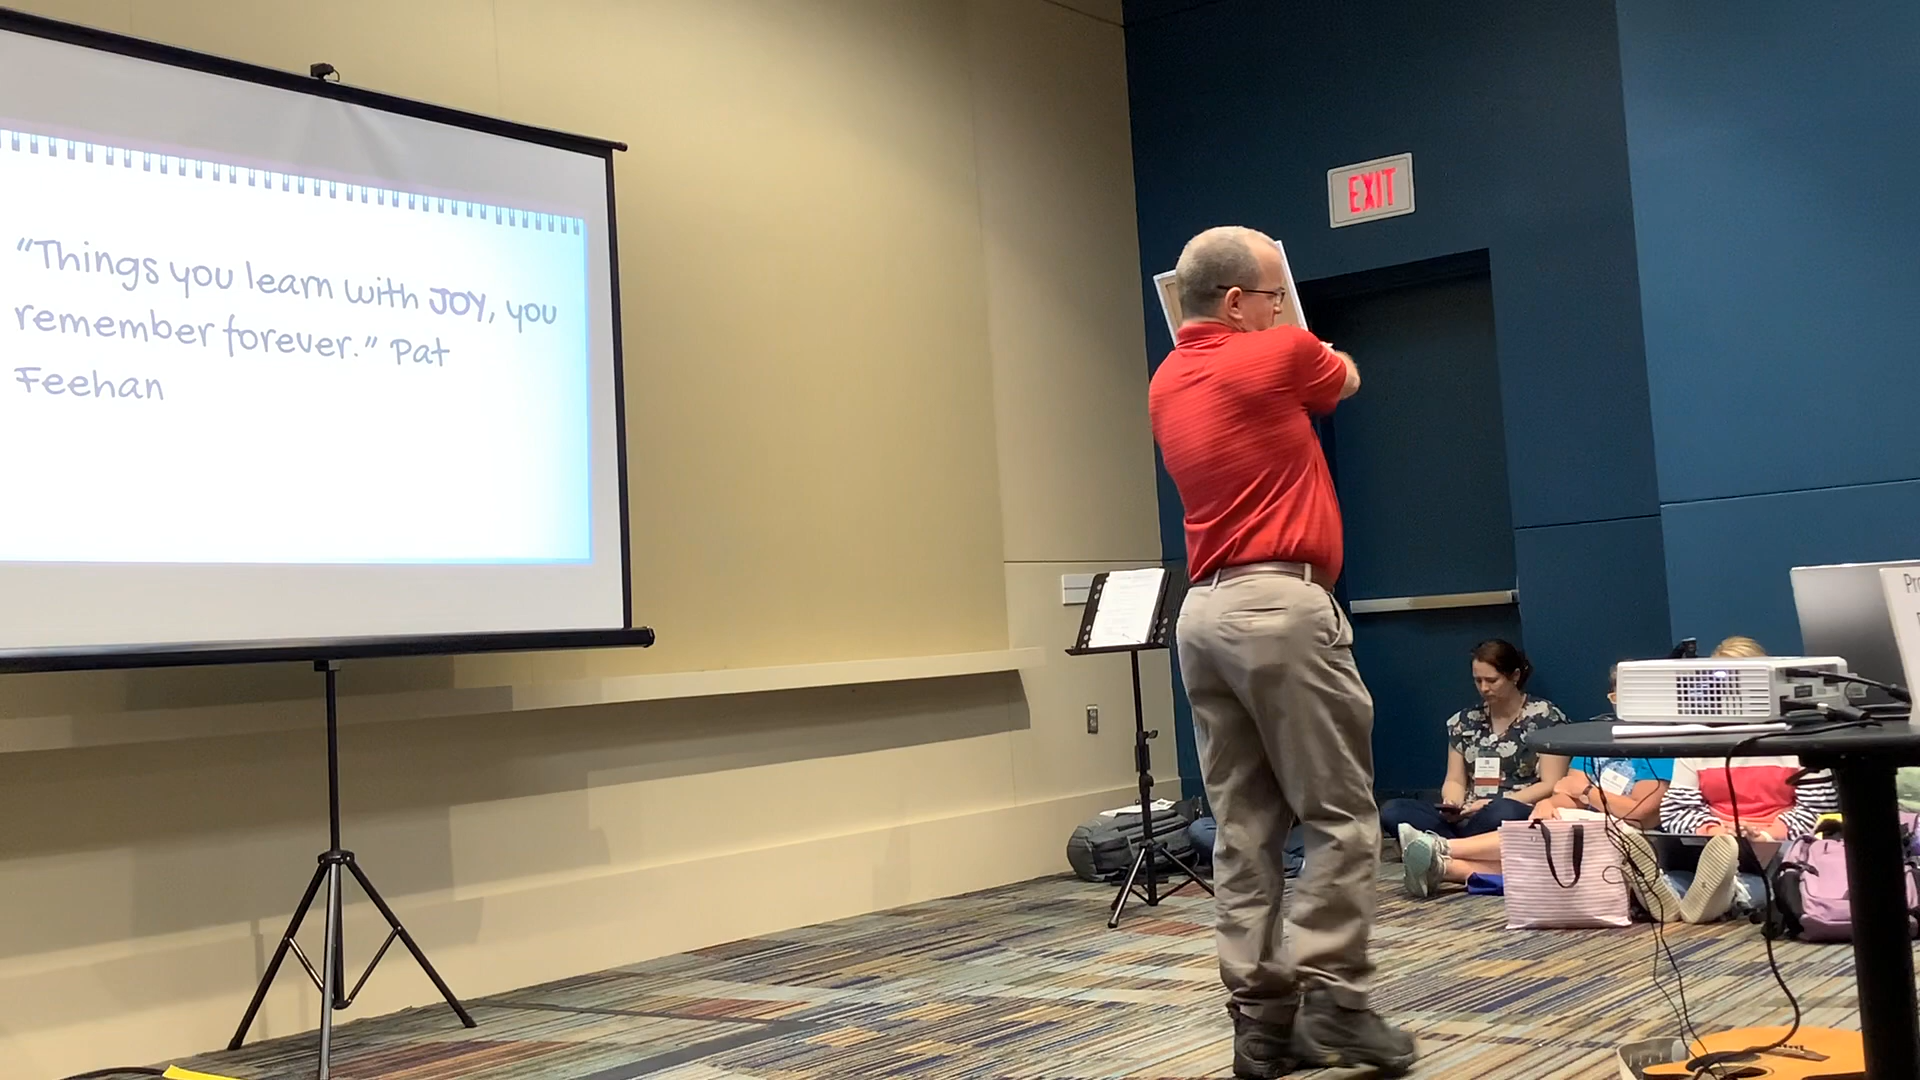 “Things you learn with JOY, you
remember forever.” Pat
Feehan
EXIT